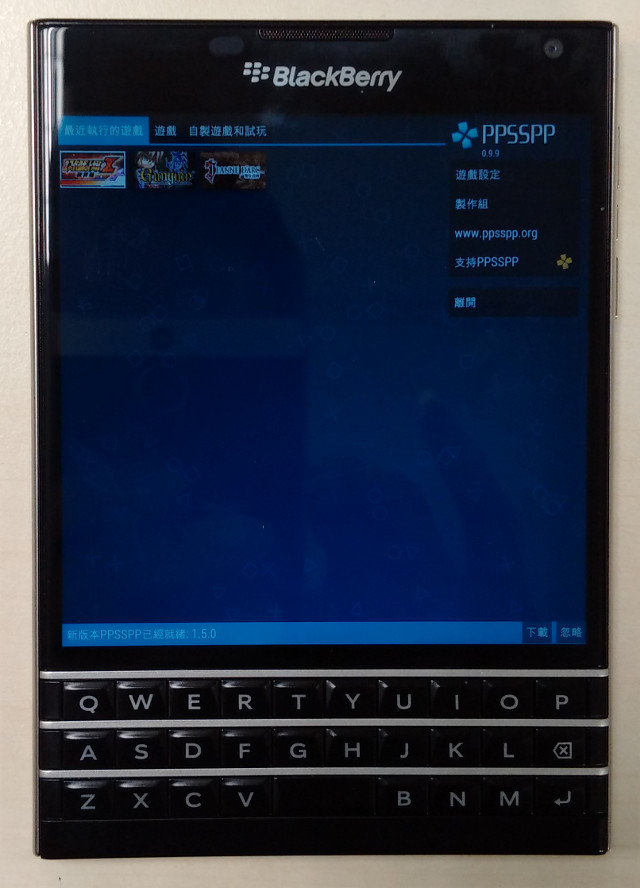 BlackBerry
最近執行的遊戲 遊戲 自製遊戲和試玩
PPSSPP
0.9.9
JEANNE D'ARC
遊戲設定
製作組
www.ppsspp.org
支持PPSSPP
離開
新版本PPSSPP已經就緒: 1.5.0
下載 忽略
Q W E R T Y U I O P
A S D F G H J K L
Z X C V B N M